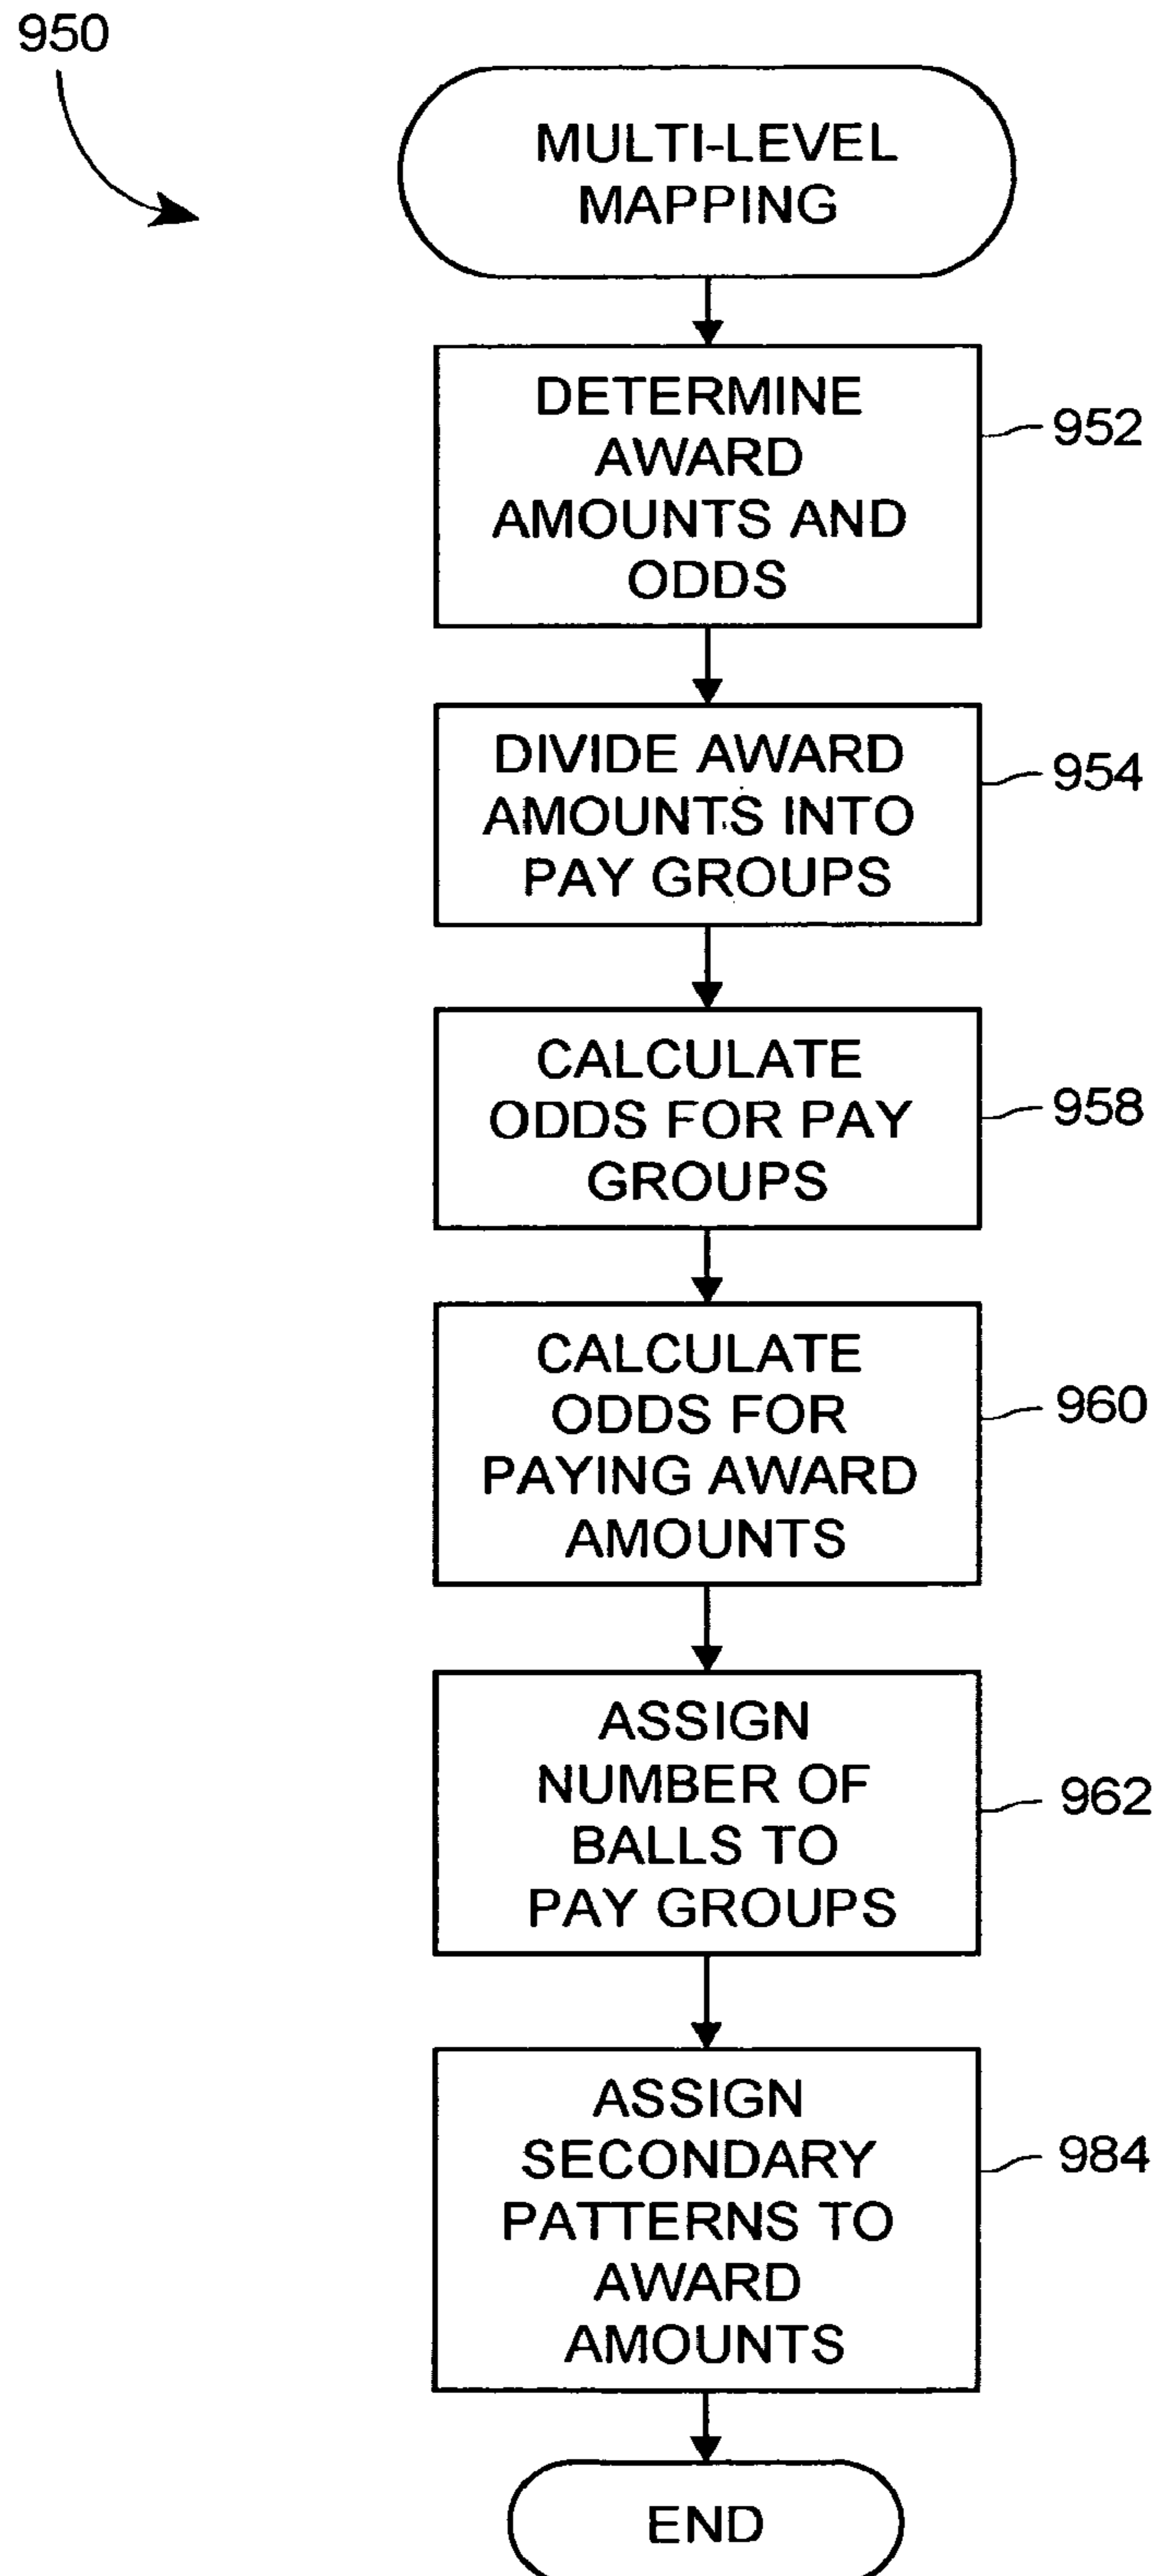 950
MULTI-LEVEL
MAPPING
DETERMINE
AWARD
AMOUNTS AND
ODDS
952
DIVIDE AWARD
AMOUNTS INTO
PAY GROUPS
954
CALCULATE
ODDS FOR PAY
GROUPS
958
CALCULATE
ODDS FOR
PAYING AWARD
AMOUNTS
960
ASSIGN
NUMBER OF
BALLS TO
PAY GROUPS
962
ASSIGN
SECONDARY
PATTERNS TO
AWARD
AMOUNTS
984
END